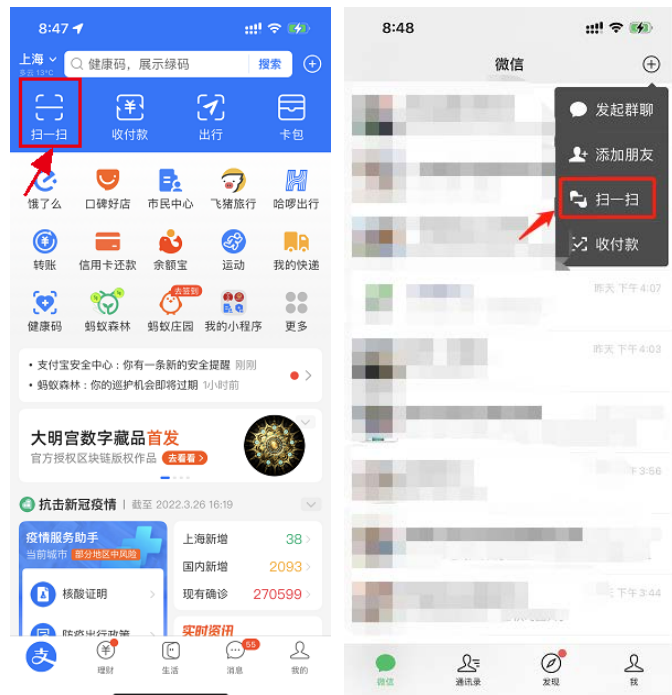 8:47
上海
多云 13°C
健康码，展示绿码
搜索
扫一扫
收付款
出行
卡包
饿了么
口碑好店
市民中心
飞猪旅行
哈啰出行
转账
信用卡还款
余额宝
运动
我的快递
去签到
健康码
蚂蚁森林
蚂蚁庄园
我的小程序
更多
• 支付宝安全中心：你有一条新的安全提醒 刚刚
• 蚂蚁森林：你的巡护机会即将过期 1小时前
大明宫数字藏品首发
官方授权区块链版权作品 去看看
抗击新冠疫情 | 截至 2022.3.26 16:19
疫情服务助手
当前城市 部分地区中风险
核酸证明
防疫出行政策
上海新增 38
国内新增 2093
现有确诊 270599
实时资讯
支
理财
生活
55
消息
我的
8:48
微信
发起群聊
添加朋友
扫一扫
收付款
昨天 下午 4:07
昨天 下午 4:03
3:56
下午 3:44
微信
通讯录
发现
我